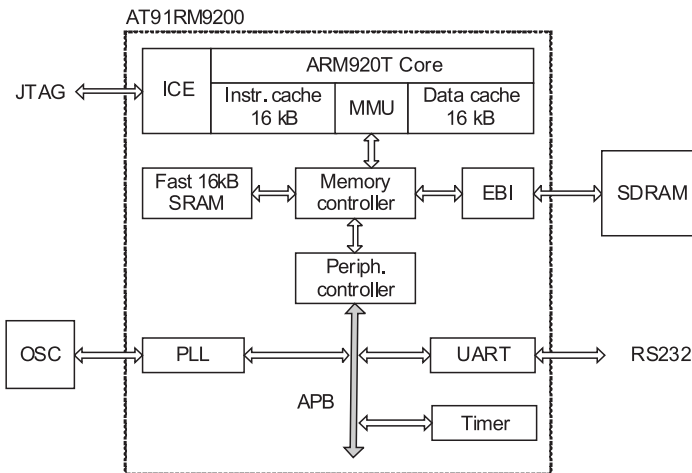 AT91RM9200
ARM920T Core
ICE
JTAG
Instr. cache
16 kB
MMU
Data cache
16 kB
Fast 16kB
SRAM
Memory
controller
EBI
SDRAM
Periph.
controller
OSC
PLL
UART
RS232
APB
Timer